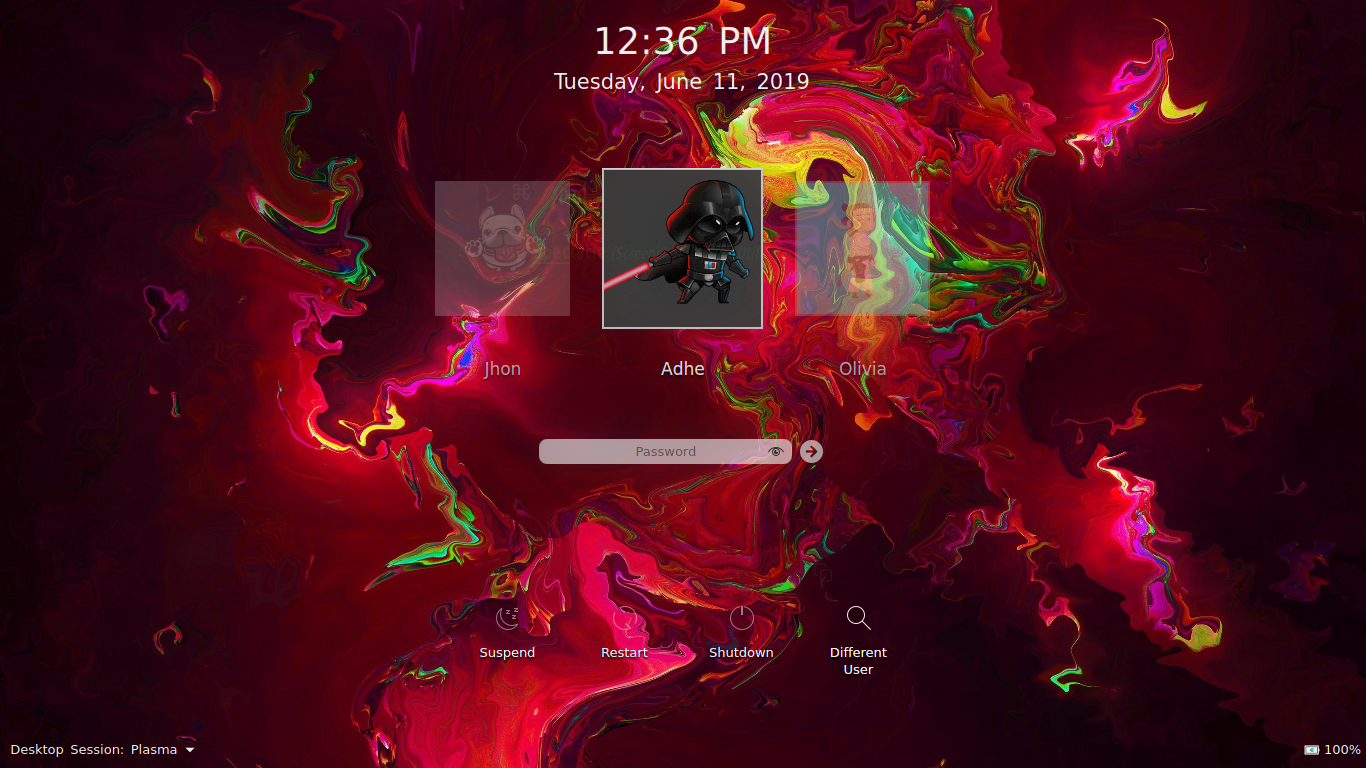 12:36 PM
Tuesday, June 11, 2019
Jhon
Adhe
Olivia
Password
Suspend
Restart
Shutdown
Different
User
Desktop Session: Plasma
100%